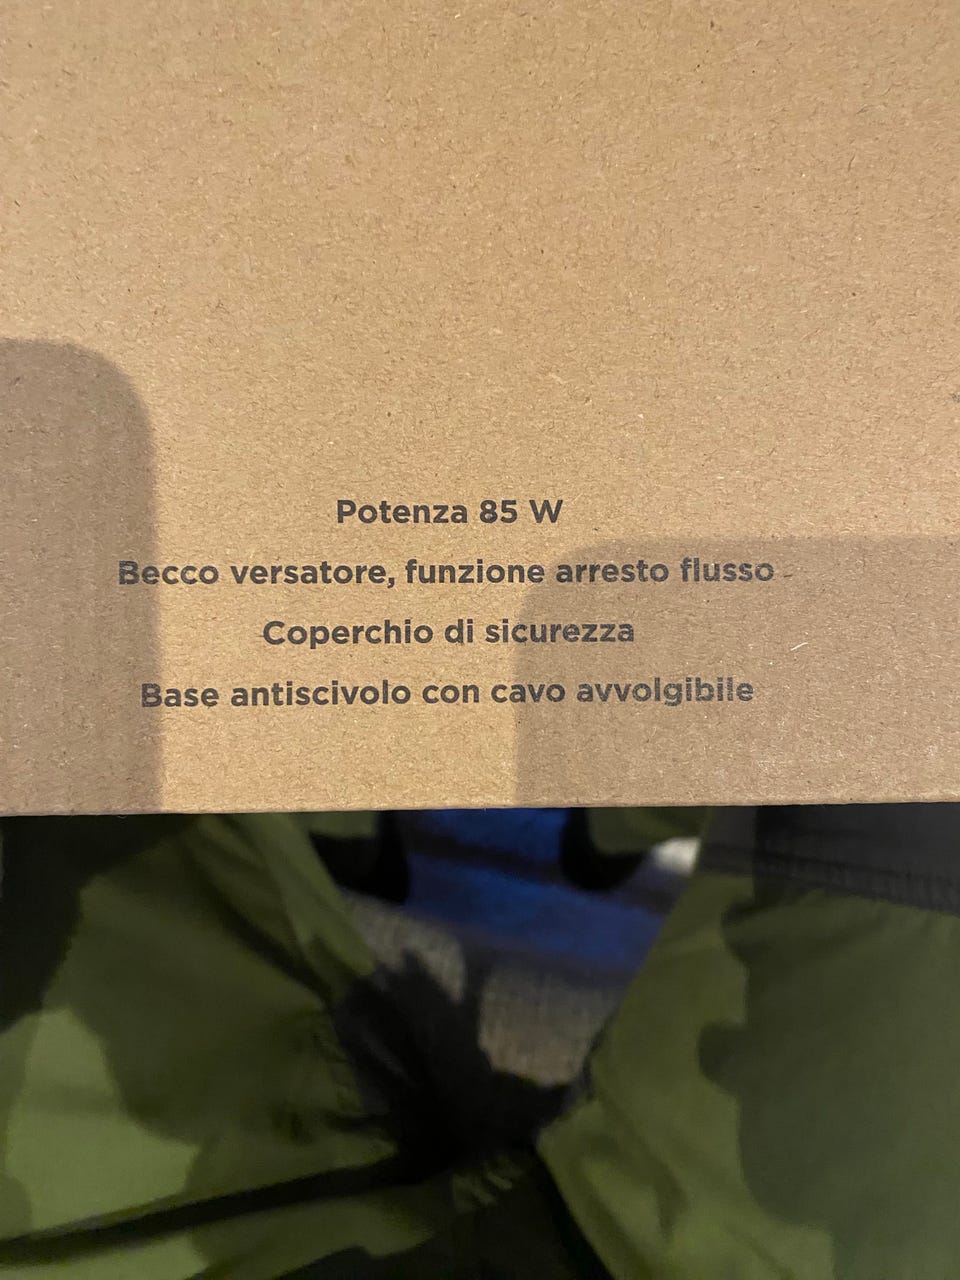 Potenza 85 W
Becco versatore, funzione arresto flusso
Coperchio di sicurezza
Base antiscivolo con cavo avvolgibile